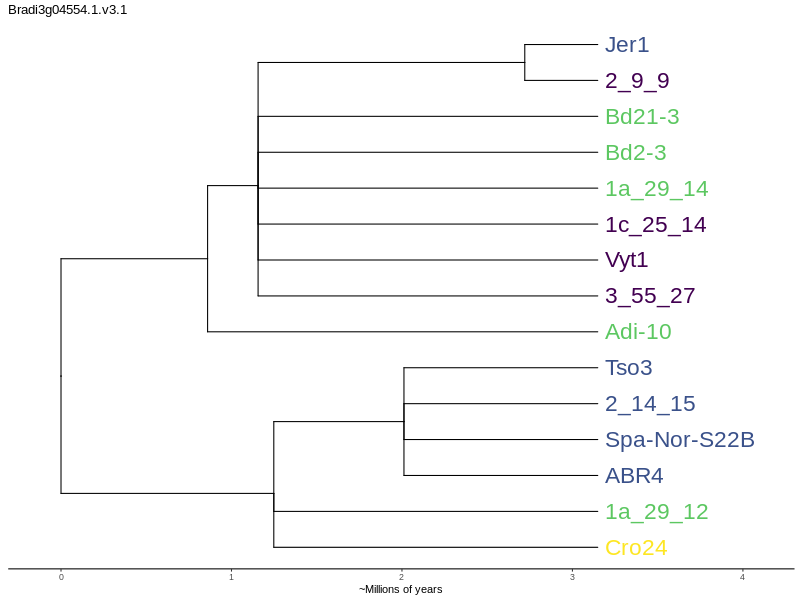 Bradi3g04554.1.v3.1
Jer1
2_9_9
Bd21-3
Bd2-3
1a_29_14
1c_25_14
Vyt1
3_55_27
Adi-10
Tso3
2_14_15
Spa-Nor-S22B
ABR4
1a_29_12
Cro24
0 1 2 3 4
~Millions of years